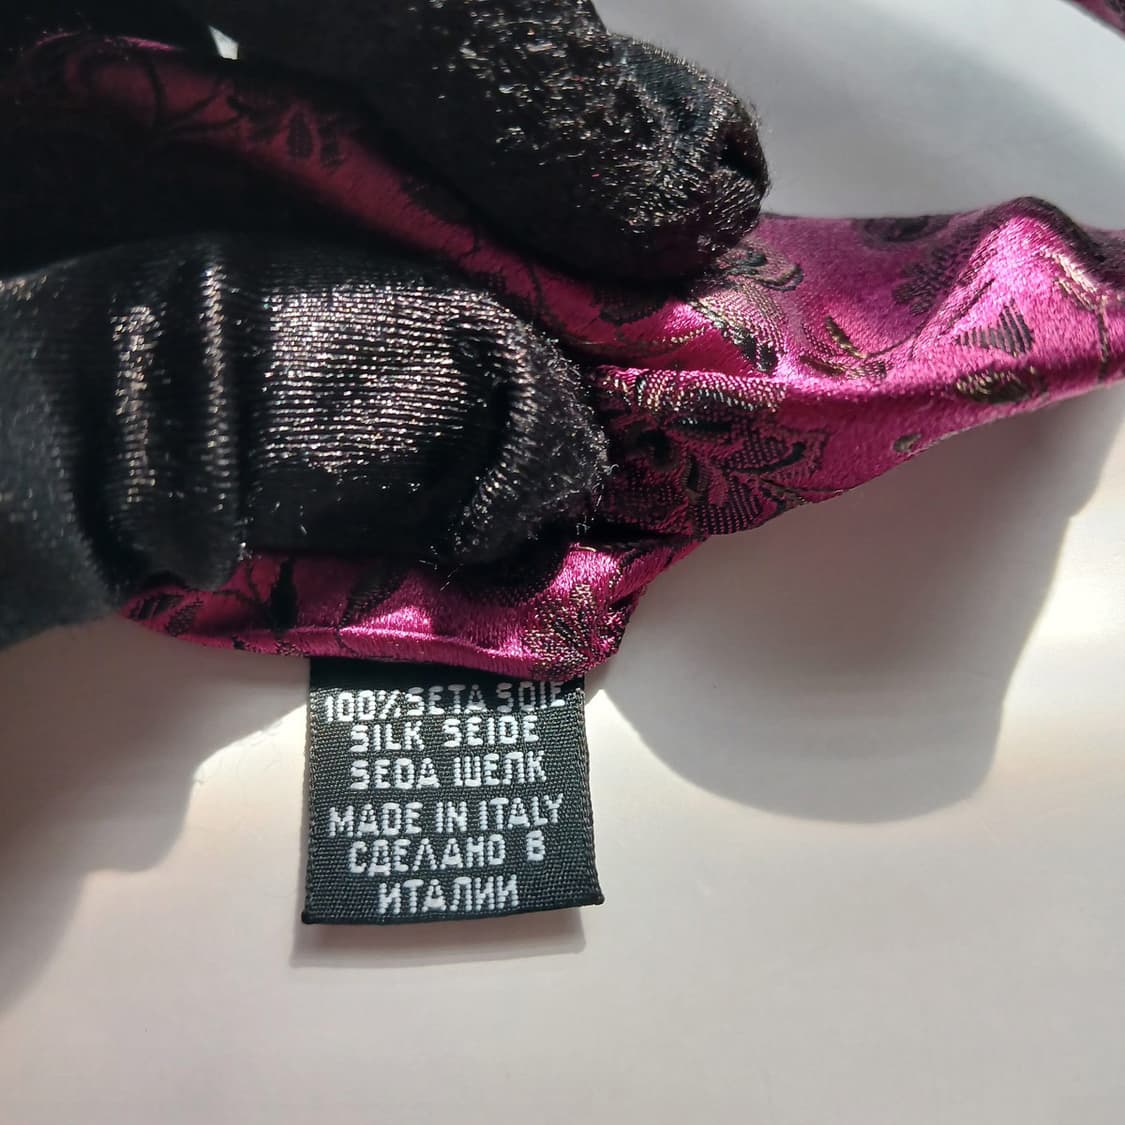 100% SETA SOIE
SILK SEIDE
SEDA ШЕЛК
MADE IN ITALY
СДЕЛАНО В
ИТАЛИИ